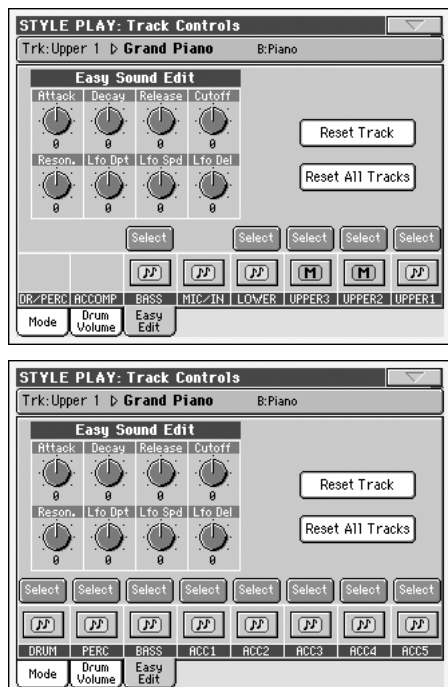 STYLE PLAY: Track Controls
Trk:Upper 1 ▷ Grand Piano B:Piano
Easy Sound Edit
Attack Decay Release Cutoff
0 0 0 0
Reson. Lfo Dpt Lfo Spd Lfo Del
0 0 0 0
Reset Track
Reset All Tracks
Select Select Select Select Select
M M
DR/PERC ACCOMP BASS MIC/IN LOWER UPPER3 UPPER2 UPPER1
Mode Drum Volume Easy Edit
STYLE PLAY: Track Controls
Trk:Upper 1 ▷ Grand Piano B:Piano
Easy Sound Edit
Attack Decay Release Cutoff
0 0 0 0
Reson. Lfo Dpt Lfo Spd Lfo Del
0 0 0 0
Reset Track
Reset All Tracks
Select Select Select Select Select Select Select Select
DRUM PERC BASS ACC1 ACC2 ACC3 ACC4 ACC5
Mode Drum Volume Easy Edit